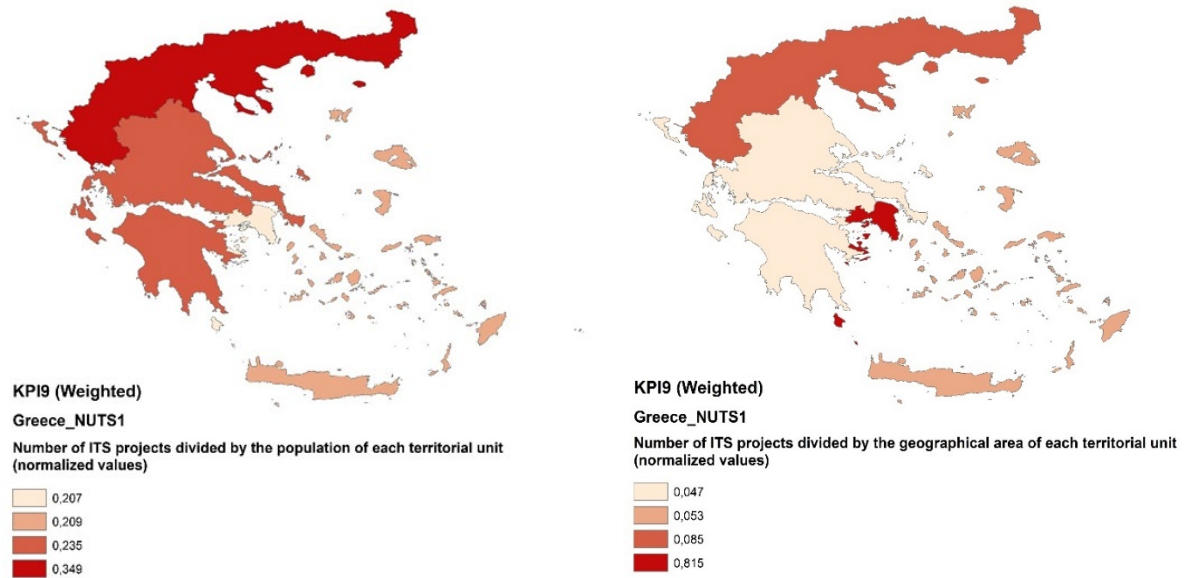 KPI9 (Weighted)
Greece_NUTS1
Number of ITS projects divided by the population of each territorial unit
(normalized values)
0,207
0,209
0,235
0,349
KPI9 (Weighted)
Greece_NUTS1
Number of ITS projects divided by the geographical area of each territorial unit
(normalized values)
0,047
0,053
0,085
0,815